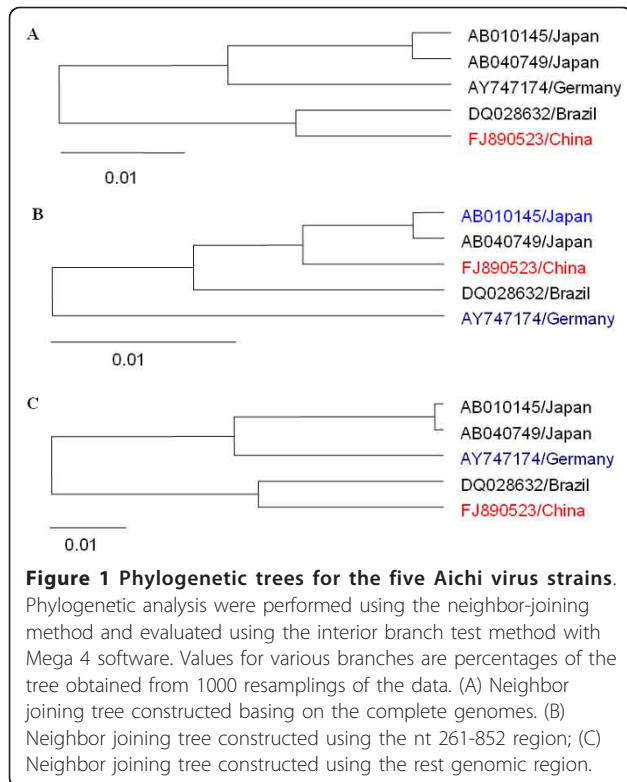 A
AB010145/Japan
AB040749/Japan
AY747174/Germany
DQ028632/Brazil
FJ890523/China
0.01
B
AB010145/Japan
AB040749/Japan
FJ890523/China
DQ028632/Brazil
AY747174/Germany
0.01
C
AB010145/Japan
AB040749/Japan
AY747174/Germany
DQ028632/Brazil
FJ890523/China
0.01
Figure 1 Phylogenetic trees for the five Aichi virus strains.
Phylogenetic analysis were performed using the neighbor-joining
method and evaluated using the interior branch test method with
Mega 4 software. Values for various branches are percentages of the
tree obtained from 1000 resamplings of the data. (A) Neighbor
joining tree constructed basing on the complete genomes. (B)
Neighbor joining tree constructed using the nt 261-852 region; (C)
Neighbor joining tree constructed using the rest genomic region.